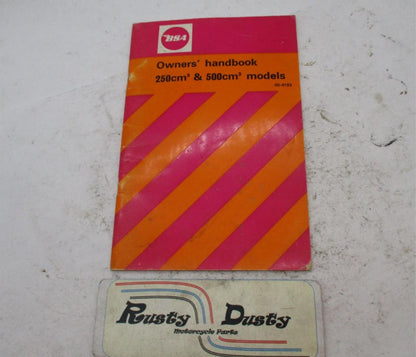 BSA
Owners' handbook
250cm³ & 500cm³ models
Rusty Dusty
Motorcycle Parts